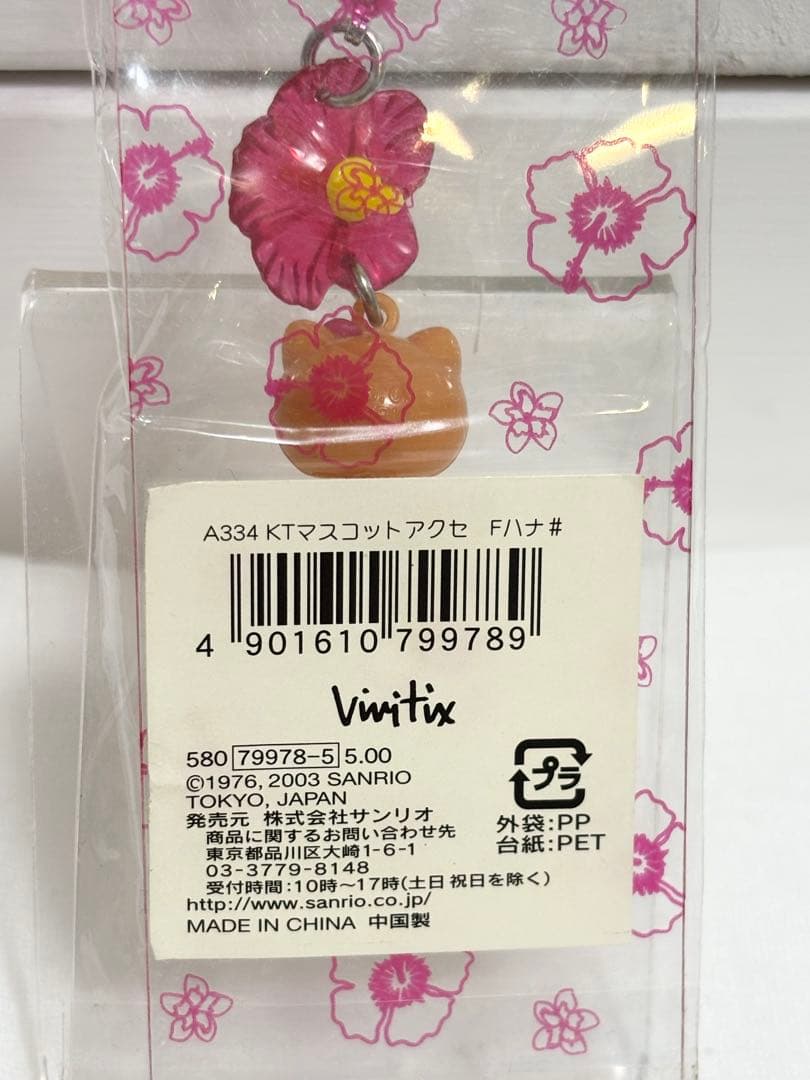 A334 KTマスコットアクセ Fハナ#
4 901610 799789
Vivitix
580 79978-5 5.00
©1976, 2003 SANRIO
TOKYO, JAPAN
発売元 株式会社サンリオ
商品に関するお問い合わせ先
東京都品川区大崎1-6-1
03-3779-8148
受付時間:10時～17時(土日祝日を除く)
http://www.sanrio.co.jp/
MADE IN CHINA 中国製
プラ
外袋:PP
台紙:PET